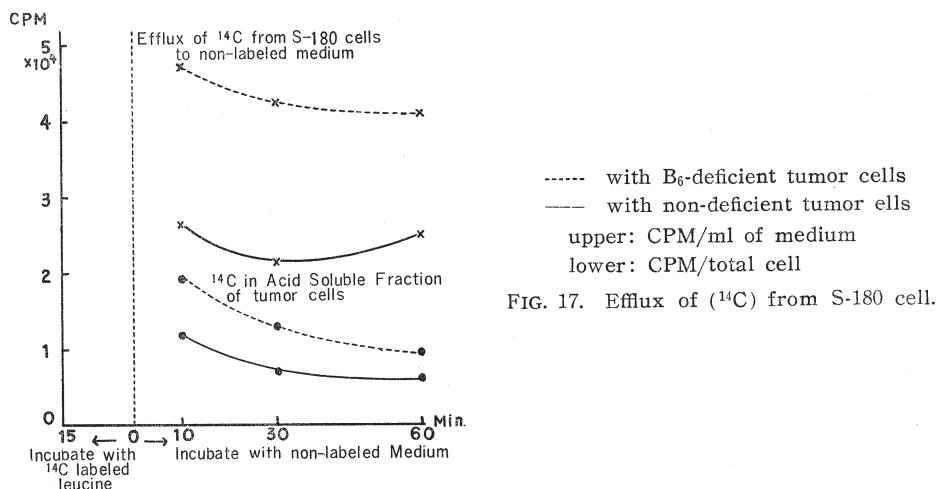 CPM
5
×10⁴
4
3
2
1
0
Efflux of ¹⁴C from S-180 cells
to non-labeled medium
¹⁴C in Acid Soluble Fraction
of tumor cells
15 ← 0 → 10 30 60 Min.
Incubate with
¹⁴C labeled
leucine
Incubate with non-labeled Medium
with B₆-deficient tumor cells
with non-deficient tumor ells
upper: CPM/ml of medium
lower: CPM/total cell
FIG. 17. Efflux of (¹⁴C) from S-180 cell.